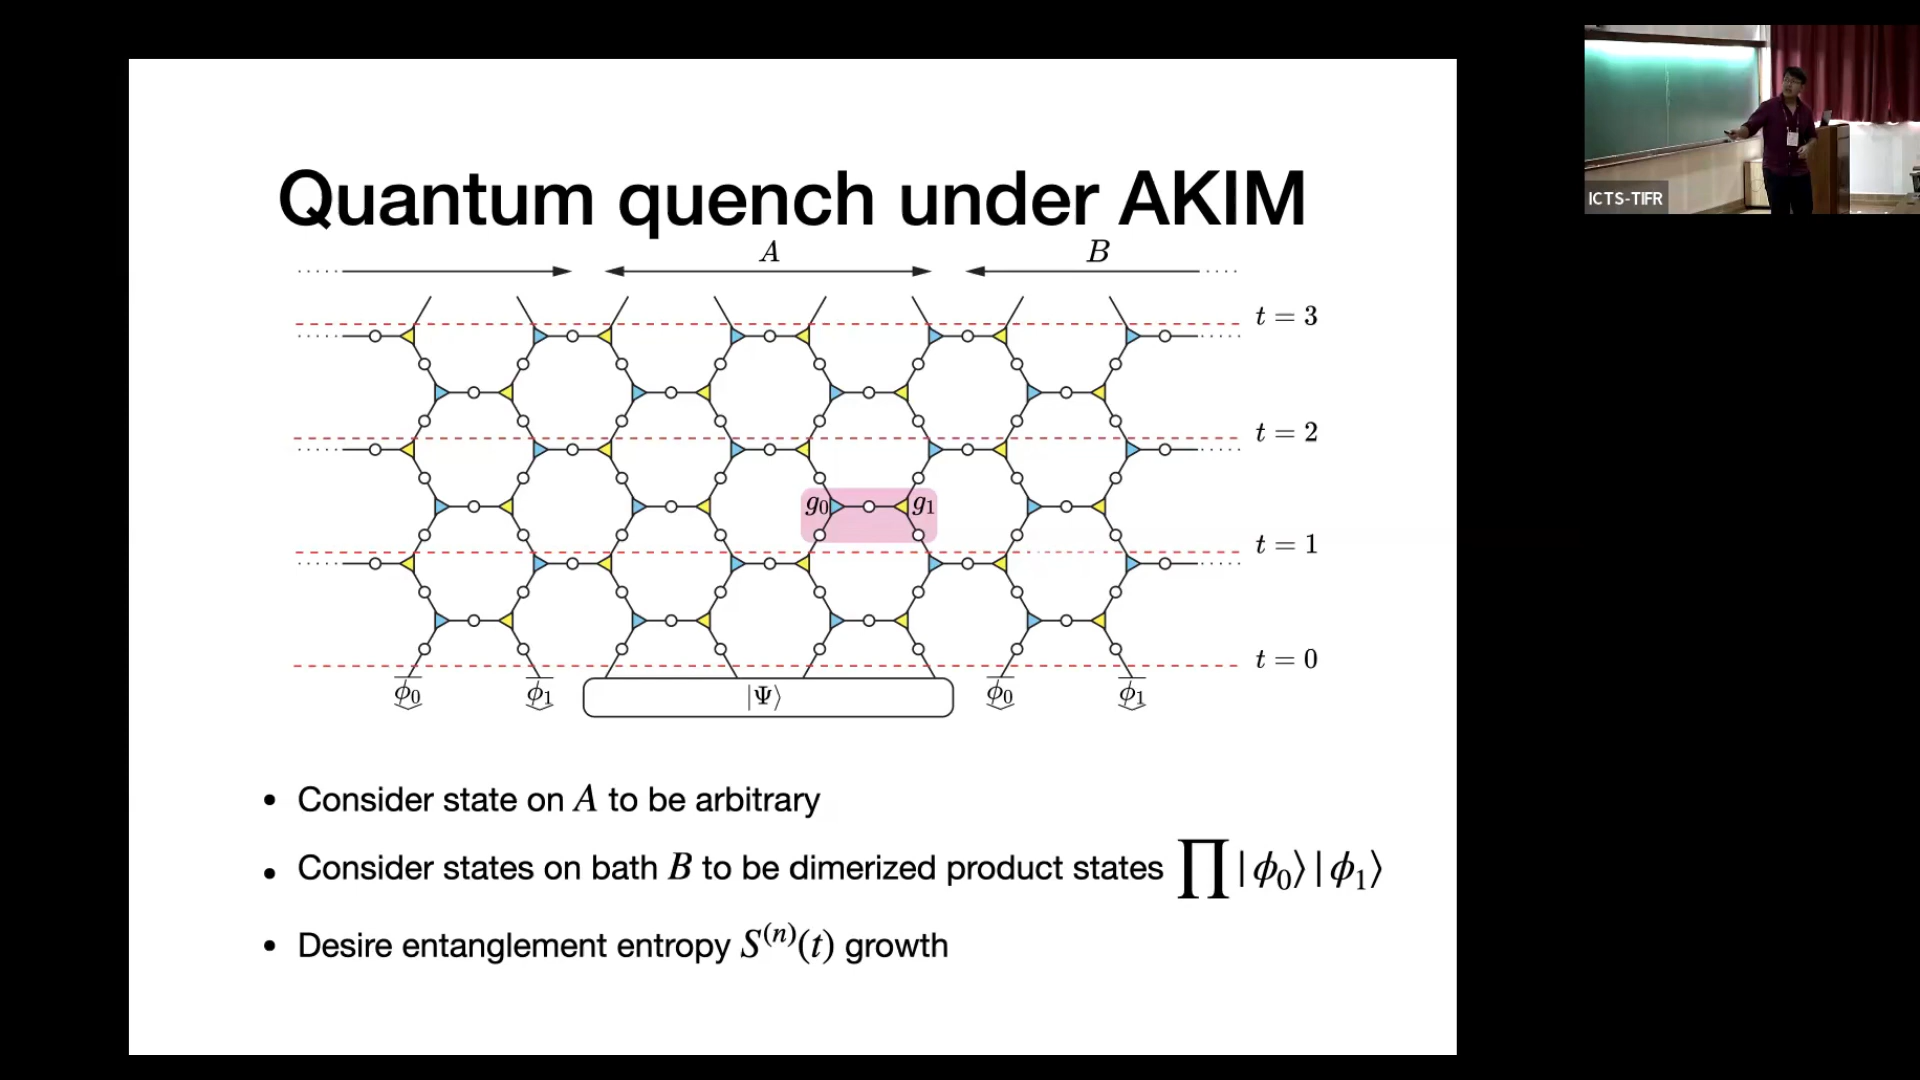 Quantum quench under AKIM
A B
t = 3
t = 2
g₀ g₁
t = 1
t = 0
ϕ₀ ϕ₁ |Ψ⟩ ϕ₀ ϕ₁
• Consider state on A to be arbitrary
• Consider states on bath B to be dimerized product states ∏|ϕ₀⟩|ϕ₁⟩
• Desire entanglement entropy S⁽ⁿ⁾(t) growth
ICTS-TIFR